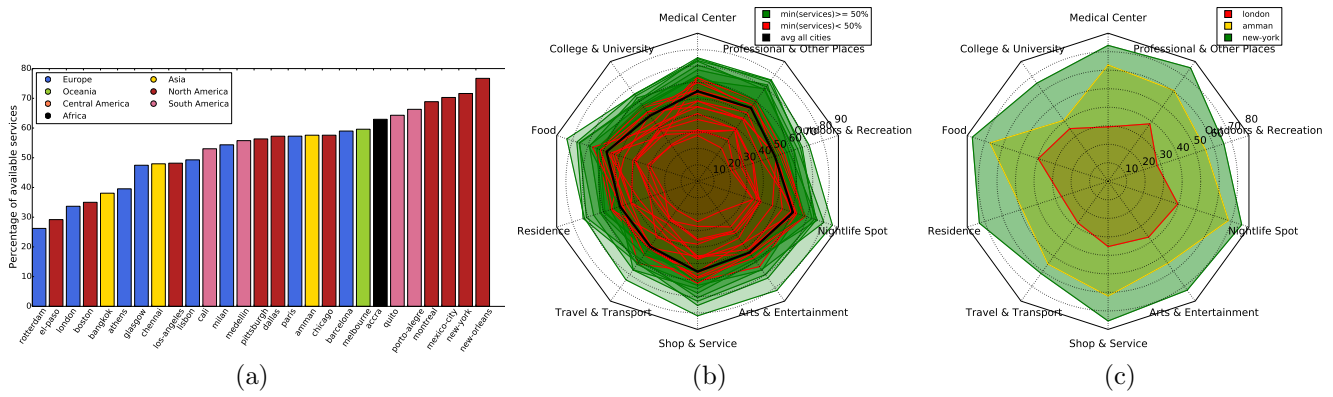 Percentage of available services
80
70
60
50
40
30
20
10
0
Europe
Oceania
Central America
Africa
Asia
North America
South America
rotterdam
el-paso
london
boston
bangkok
athens
glasgow
chennai
los-angeles
lisbon
cali
milan
medellin
pittsburgh
dallas
paris
amman
chicago
barcelona
melbourne
accra
quito
porto-alegre
montreal
mexico-city
new-york
new-orleans
(a)
min(services)>= 50%
min(services)< 50%
avg all cities
Medical Center
College & University
Professional & Other Places
Food
Outdoors & Recreation
Residence
Nightlife Spot
Travel & Transport
Arts & Entertainment
Shop & Service
10
20
30
40
50
60
70
80
90
(b)
london
amman
new-york
Medical Center
College & University
Professional & Other Places
Food
Outdoors & Recreation
Residence
Nightlife Spot
Travel & Transport
Arts & Entertainment
Shop & Service
10
20
30
40
50
60
70
80
(c)